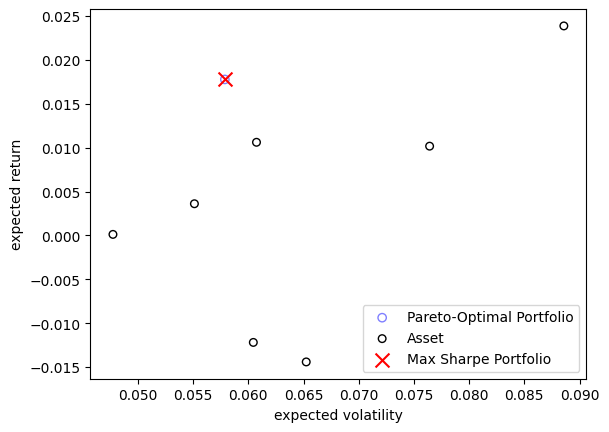 0.025
0.020
0.015
0.010
0.005
0.000
−0.005
−0.010
−0.015
expected return
0.050 0.055 0.060 0.065 0.070 0.075 0.080 0.085 0.090
expected volatility
Pareto-Optimal Portfolio
Asset
Max Sharpe Portfolio